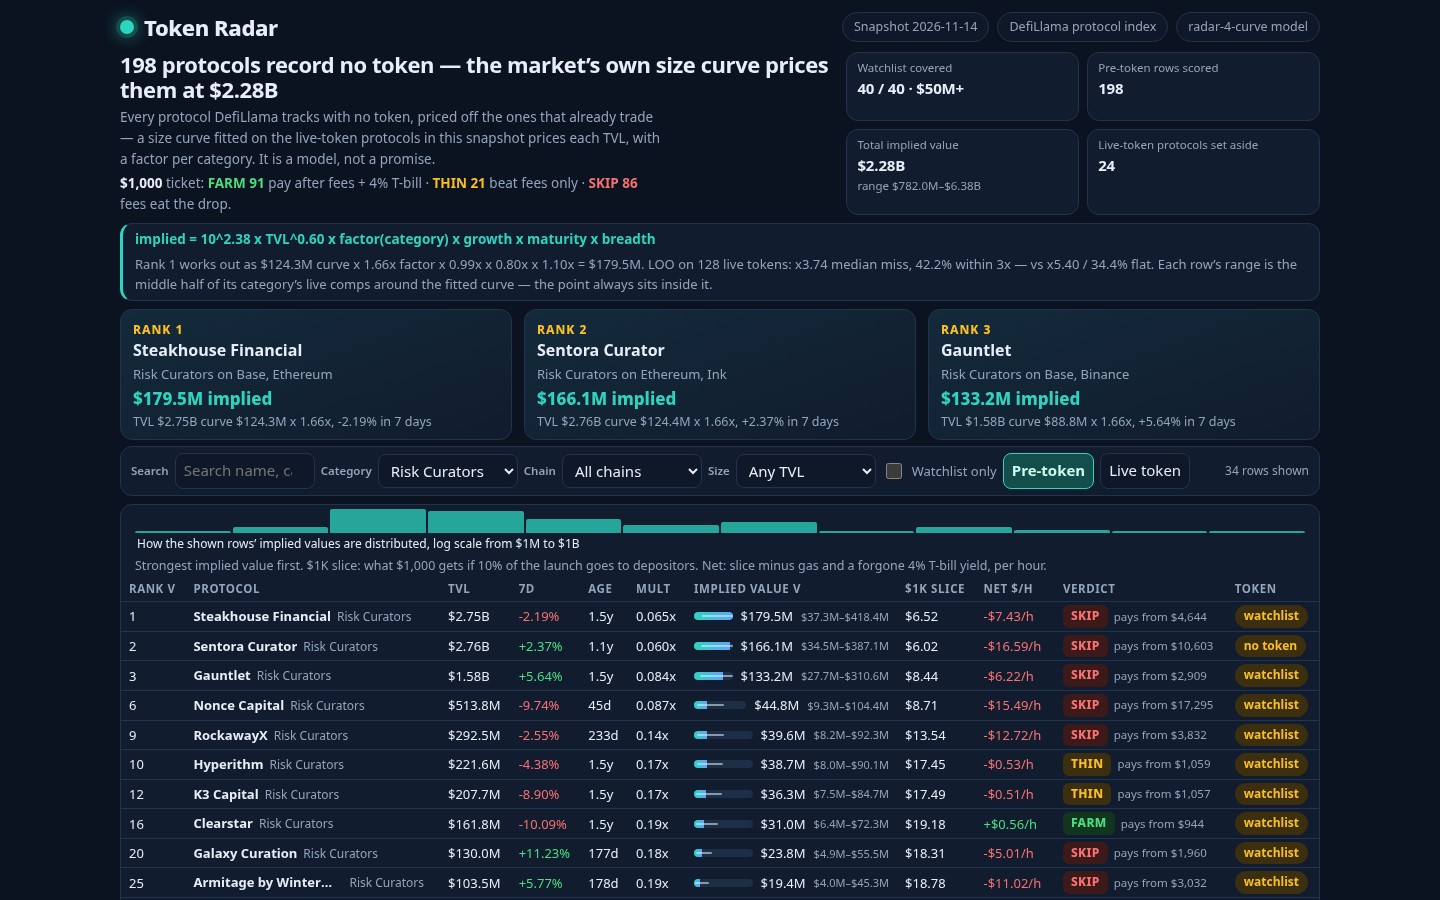 Token Radar
Snapshot 2026-11-14
DefiLlama protocol index
radar-4-curve model
198 protocols record no token — the market’s own size curve prices
them at $2.28B
Every protocol DefiLlama tracks with no token, priced off the ones that already trade
— a size curve fitted on the live-token protocols in this snapshot prices each TVL, with
a factor per category. It is a model, not a promise.
$1,000 ticket: FARM 91 pay after fees + 4% T-bill · THIN 21 beat fees only · SKIP 86
fees eat the drop.
Watchlist covered
40 / 40 · $50M+
Pre-token rows scored
198
Total implied value
$2.28B
range $782.0M–$6.38B
Live-token protocols set aside
24
implied = 10^2.38 x TVL^0.60 x factor(category) x growth x maturity x breadth
Rank 1 works out as $124.3M curve x 1.66x factor x 0.99x x 0.80x x 1.10x = $179.5M. LOO on 128 live tokens: x3.74 median miss, 42.2% within 3x — vs x5.40 / 34.4% flat. Each row’s range is the
middle half of its category’s live comps around the fitted curve — the point always sits inside it.
RANK 1
Steakhouse Financial
Risk Curators on Base, Ethereum
$179.5M implied
TVL $2.75B curve $124.3M x 1.66x, -2.19% in 7 days
RANK 2
Sentora Curator
Risk Curators on Ethereum, Ink
$166.1M implied
TVL $2.76B curve $124.4M x 1.66x, +2.37% in 7 days
RANK 3
Gauntlet
Risk Curators on Base, Binance
$133.2M implied
TVL $1.58B curve $88.8M x 1.66x, +5.64% in 7 days
Search Search name, c Category Risk Curators Chain All chains Size Any TVL Watchlist only Pre-token Live token 34 rows shown
How the shown rows’ implied values are distributed, log scale from $1M to $1B
Strongest implied value first. $1K slice: what $1,000 gets if 10% of the launch goes to depositors. Net: slice minus gas and a forgone 4% T-bill yield, per hour.
RANK V PROTOCOL TVL 7D AGE MULT IMPLIED VALUE V $1K SLICE NET $/H VERDICT TOKEN
1 Steakhouse Financial Risk Curators $2.75B -2.19% 1.5y 0.065x $179.5M $37.3M–$418.4M $6.52 -$7.43/h SKIP pays from $4,644 watchlist
2 Sentora Curator Risk Curators $2.76B +2.37% 1.1y 0.060x $166.1M $34.5M–$387.1M $6.02 -$16.59/h SKIP pays from $10,603 no token
3 Gauntlet Risk Curators $1.58B +5.64% 1.5y 0.084x $133.2M $27.7M–$310.6M $8.44 -$6.22/h SKIP pays from $2,909 watchlist
6 Nonce Capital Risk Curators $513.8M -9.74% 45d 0.087x $44.8M $9.3M–$104.4M $8.71 -$15.49/h SKIP pays from $17,295 watchlist
9 RockawayX Risk Curators $292.5M -2.55% 233d 0.14x $39.6M $8.2M–$92.3M $13.54 -$12.72/h SKIP pays from $3,832 watchlist
10 Hyperithm Risk Curators $221.6M -4.38% 1.5y 0.17x $38.7M $8.0M–$90.1M $17.45 -$0.53/h THIN pays from $1,059 watchlist
12 K3 Capital Risk Curators $207.7M -8.90% 1.5y 0.17x $36.3M $7.5M–$84.7M $17.49 -$0.51/h THIN pays from $1,057 watchlist
16 Clearstar Risk Curators $161.8M -10.09% 1.5y 0.19x $31.0M $6.4M–$72.3M $19.18 +$0.56/h FARM pays from $944 watchlist
20 Galaxy Curation Risk Curators $130.0M +11.23% 177d 0.18x $23.8M $4.9M–$55.5M $18.31 -$5.01/h SKIP pays from $1,960 watchlist
25 Armitage by Winter… Risk Curators $103.5M +5.77% 178d 0.19x $19.4M $4.0M–$45.3M $18.78 -$11.02/h SKIP pays from $3,032 watchlist